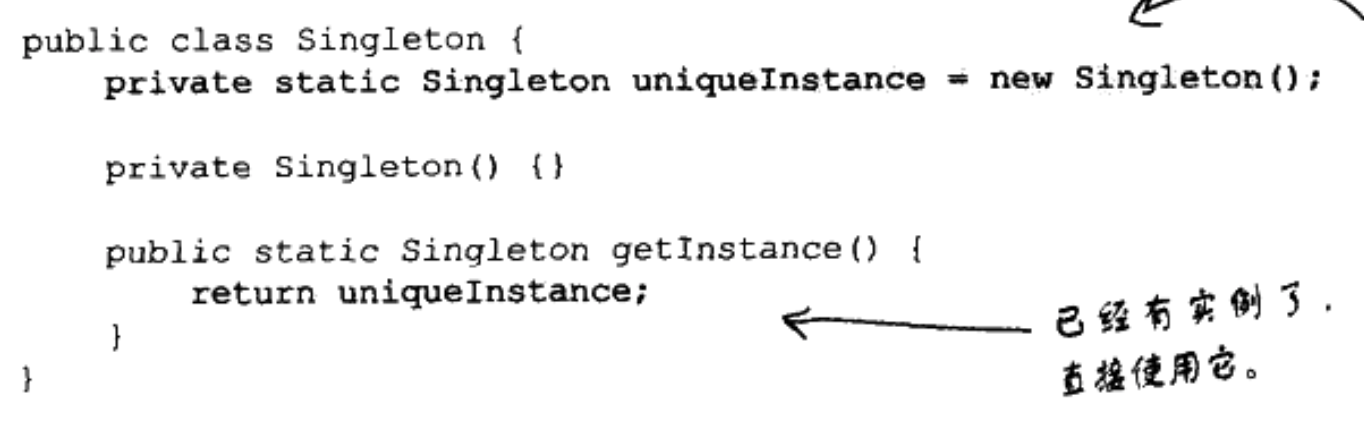 public class Singleton {
private static Singleton uniqueInstance = new Singleton();
private Singleton() {}
public static Singleton getInstance() {
return uniqueInstance;
}
}
已经有实例了.
直接使用它。